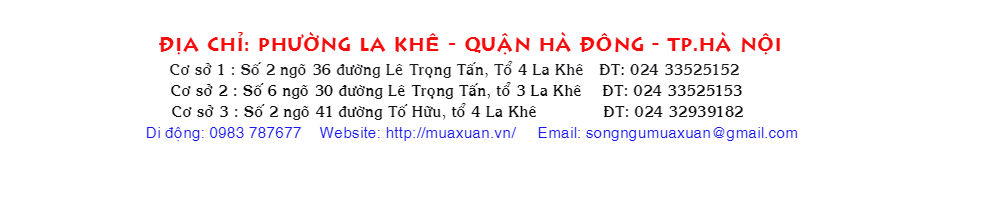 ĐỊA CHỈ: PHƯỜNG LA KHÊ - QUẬN HÀ ĐÔNG - TP.HÀ NỘI
Cơ sở 1 : Số 2 ngõ 36 đường Lê Trọng Tấn, Tổ 4 La Khê ĐT: 024 33525152
Cơ sở 2 : Số 6 ngõ 30 đường Lê Trọng Tấn, tổ 3 La Khê ĐT: 024 33525153
Cơ sở 3 : Số 2 ngõ 41 đường Tố Hữu, tổ 4 La Khê ĐT: 024 32939182
Di động: 0983 787677 Website: http://muaxuan.vn/ Email: songngumuaxuan@gmail.com